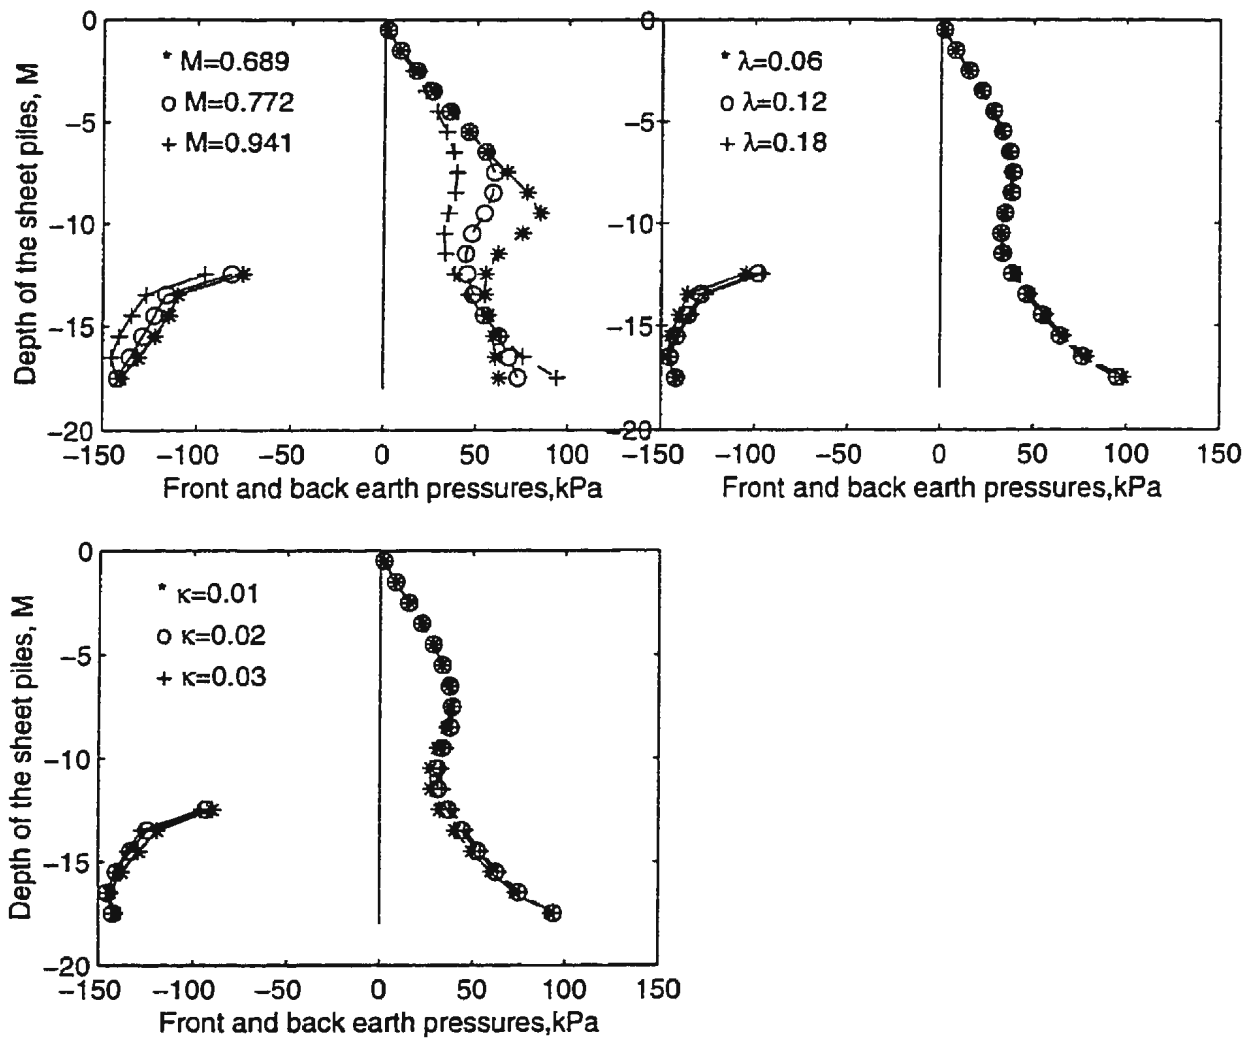 0
−5
−10
−15
−20
Depth of the sheet piles, M
* M=0.689
o M=0.772
+ M=0.941
−150 −100 −50 0 50 100
Front and back earth pressures,kPa
0
−5
−10
−15
−20
* λ=0.06
o λ=0.12
+ λ=0.18
−150 −100 −50 0 50 100 150
Front and back earth pressures,kPa
0
−5
−10
−15
−20
Depth of the sheet piles, M
* κ=0.01
o κ=0.02
+ κ=0.03
−150 −100 −50 0 50 100 150
Front and back earth pressures,kPa